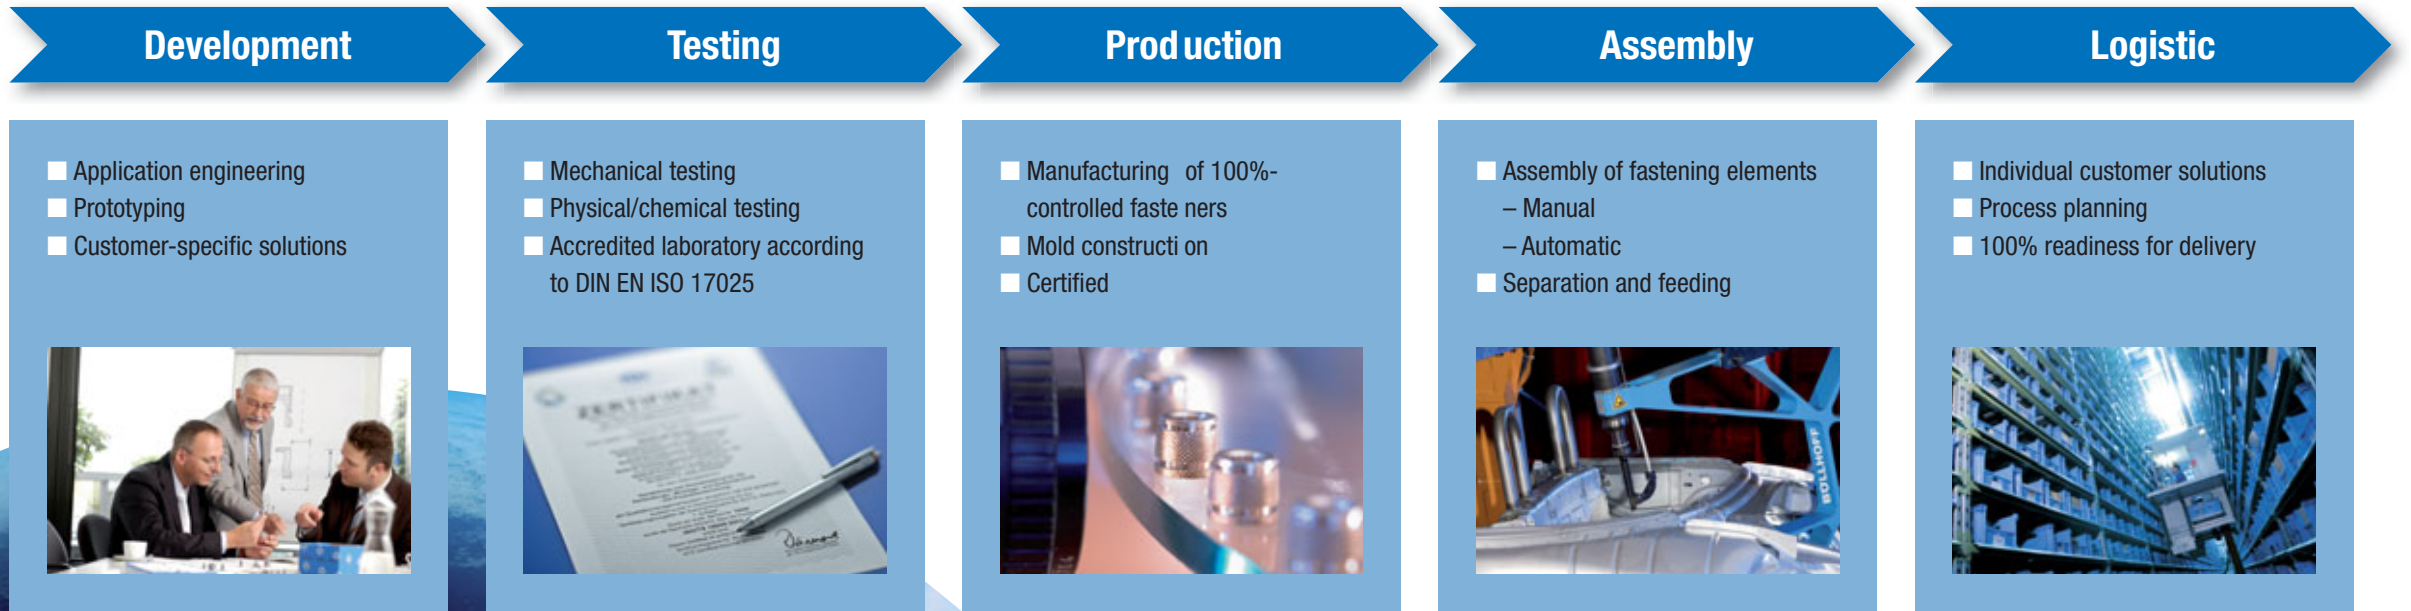 Development
Testing
Production
Assembly
Logistic
Application engineering
Prototyping
Customer-specific solutions
Mechanical testing
Physical/chemical testing
Accredited laboratory according
to DIN EN ISO 17025
Manufacturing of 100%-
controlled faste ners
Mold constructi on
Certified
Assembly of fastening elements
– Manual
– Automatic
Separation and feeding
Individual customer solutions
Process planning
100% readiness for delivery
ZERTIFIKAT
BÖLLHOFF